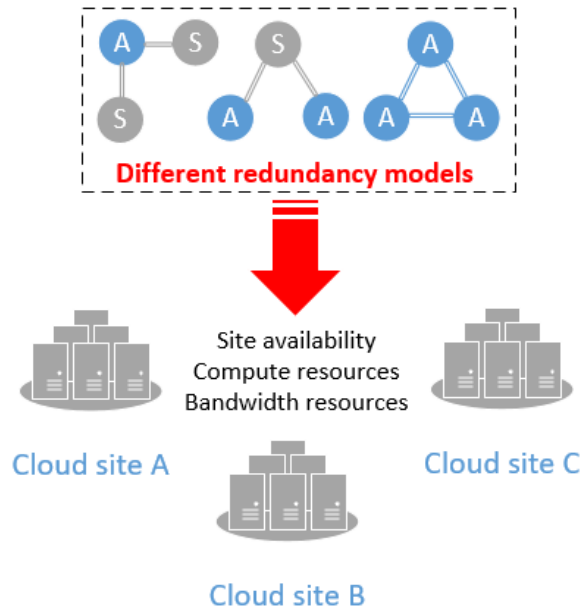 A S S A A A A A
S
Different redundancy models
Site availability
Compute resources
Bandwidth resources
Cloud site A
Cloud site C
Cloud site B